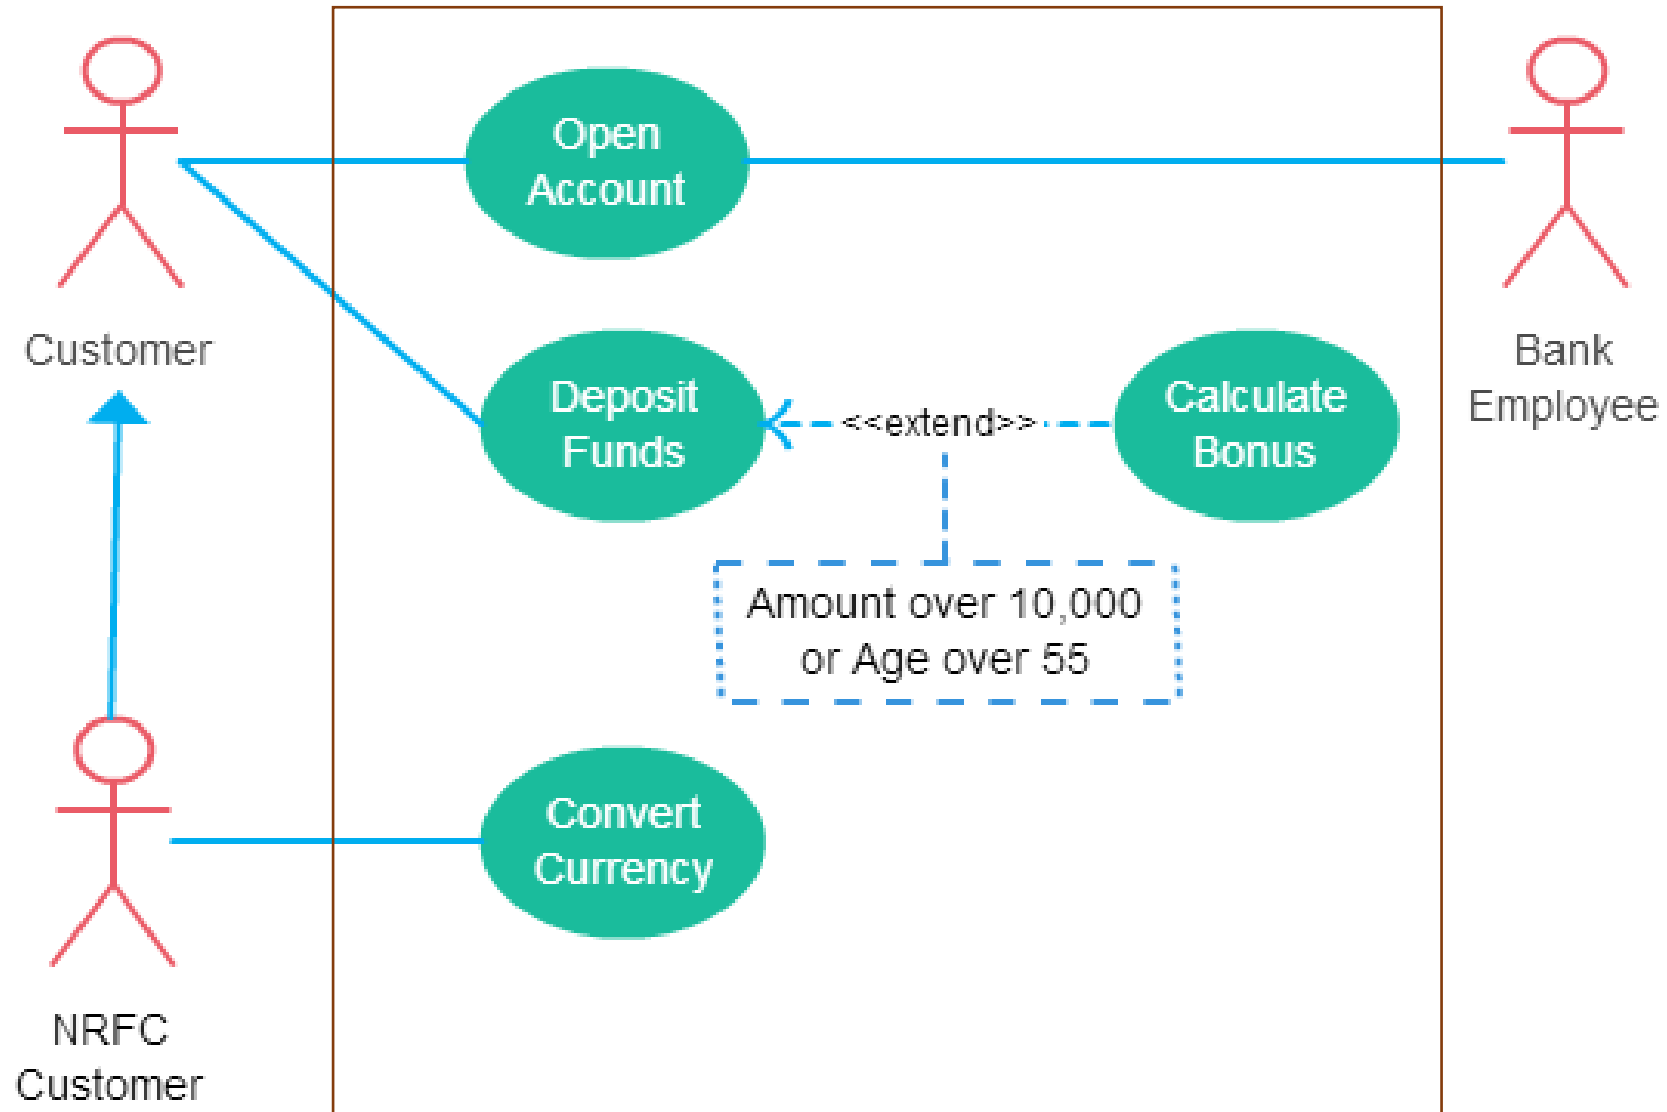 Open
Account
Customer
Bank
Employee
Deposit
Funds
<<extend>>
Calculate
Bonus
Amount over 10,000
or Age over 55
Convert
Currency
NRFC
Customer